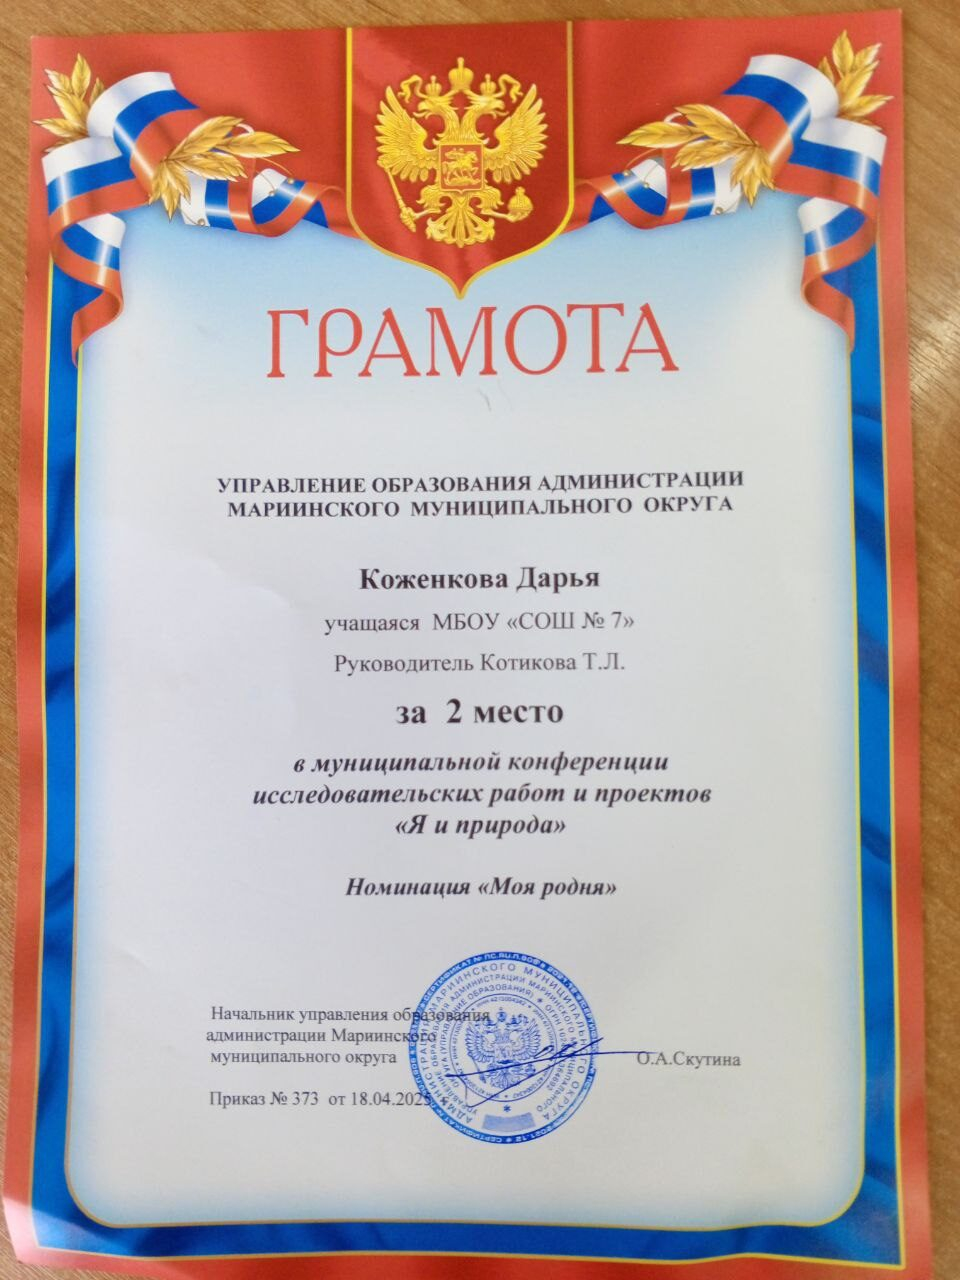 ГРАМОТА
УПРАВЛЕНИЕ ОБРАЗОВАНИЯ АДМИНИСТРАЦИИ
МАРИИНСКОГО МУНИЦИПАЛЬНОГО ОКРУГА
Коженкова Дарья
учащаяся МБОУ «СОШ № 7»
Руководитель Котикова Т.Л.
за 2 место
в муниципальной конференции
исследовательских работ и проектов
«Я и природа»
Номинация «Моя родня»
Начальник управления образования
администрации Мариинского
муниципального округа
О.А.Скутина
Приказ № 373 от 18.04.2025 г.